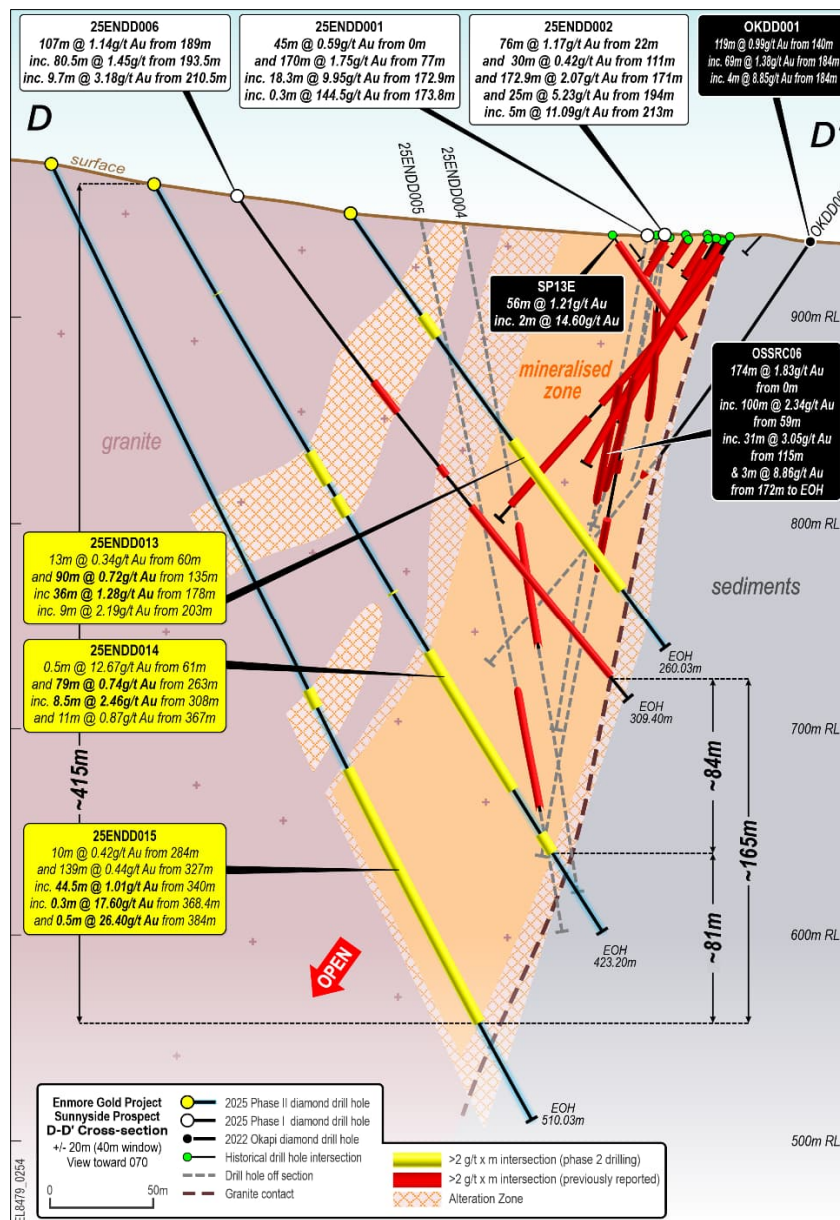 25ENDD006
107m @ 1.14g/t Au from 189m
inc. 80.5m @ 1.45g/t Au from 193.5m
inc. 9.7m @ 3.18g/t Au from 210.5m
25ENDD001
45m @ 0.59g/t Au from 0m
and 170m @ 1.75g/t Au from 77m
inc. 18.3m @ 9.95g/t Au from 172.9m
inc. 0.3m @ 144.5g/t Au from 173.8m
25ENDD002
76m @ 1.17g/t Au from 22m
and 30m @ 0.42g/t Au from 111m
and 172.9m @ 2.07g/t Au from 171m
and 25m @ 5.23g/t Au from 194m
inc. 5m @ 11.09g/t Au from 213m
OKDD001
119m @ 0.99g/t Au from 140m
inc. 69m @ 1.38g/t Au from 184m
inc. 4m @ 8.85g/t Au from 184m
D
D'
surface
25ENDD005
25ENDD004
OKDD001
SP13E
56m @ 1.21g/t Au
inc. 2m @ 14.60g/t Au
900m RL
mineralised
zone
OSSRC06
174m @ 1.83g/t Au
from 0m
inc. 100m @ 2.34g/t Au
from 59m
inc. 31m @ 3.05g/t Au
from 115m
& 3m @ 8.86g/t Au
from 172m to EOH
granite
800m RL
25ENDD013
13m @ 0.34g/t Au from 60m
and 90m @ 0.72g/t Au from 135m
inc 36m @ 1.28g/t Au from 178m
inc. 9m @ 2.19g/t Au from 203m
sediments
25ENDD014
0.5m @ 12.67g/t Au from 61m
and 79m @ 0.74g/t Au from 263m
inc. 8.5m @ 2.46g/t Au from 308m
and 11m @ 0.87g/t Au from 367m
EOH
260.03m
EOH
309.40m
700m RL
~415m
~84m
~165m
25ENDD015
10m @ 0.42g/t Au from 284m
and 139m @ 0.44g/t Au from 327m
inc. 44.5m @ 1.01g/t Au from 340m
inc. 0.3m @ 17.60g/t Au from 368.4m
and 0.5m @ 26.40g/t Au from 384m
~81m
600m RL
EOH
423.20m
OPEN
EOH
510.03m
500m RL
Enmore Gold Project
Sunnyside Prospect
D-D' Cross-section
+/- 20m (40m window)
View toward 070
0 50m
2025 Phase II diamond drill hole
2025 Phase I diamond drill hole
2022 Okapi diamond drill hole
Historical drill hole intersection
Drill hole off section
Granite contact
>2 g/t x m intersection (phase 2 drilling)
>2 g/t x m intersection (previously reported)
Alteration Zone
EL8479_0254